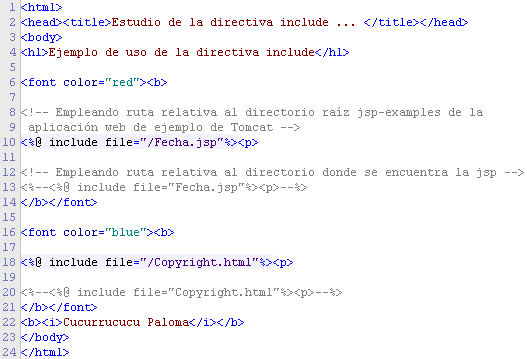 1 <html>
2 <head><title>Estudio de la directiva include ... </title></head>
3 <body>
4 <h1>Ejemplo de uso de la directiva include</h1>
5
6 <font color="red"><b>
7
8 <!-- Empleando ruta relativa al directorio raíz jsp-examples de la
9 aplicación web de ejemplo de Tomcat -->
10 <%@ include file="/Fecha.jsp"%><p>
11
12 <!-- Empleando ruta relativa al directorio donde se encuentra la jsp -->
13 <%--<%@ include file="Fecha.jsp"%><p>--%>
14 </b></font>
15
16 <font color="blue"><b>
17
18 <%@ include file="/Copyright.html"%><p>
19
20 <%--<%@ include file="Copyright.html"%><p>--%>
21 </b></font>
22 <b><i>Cucurrucucu Paloma</i></b>
23 </body>
24 </html>